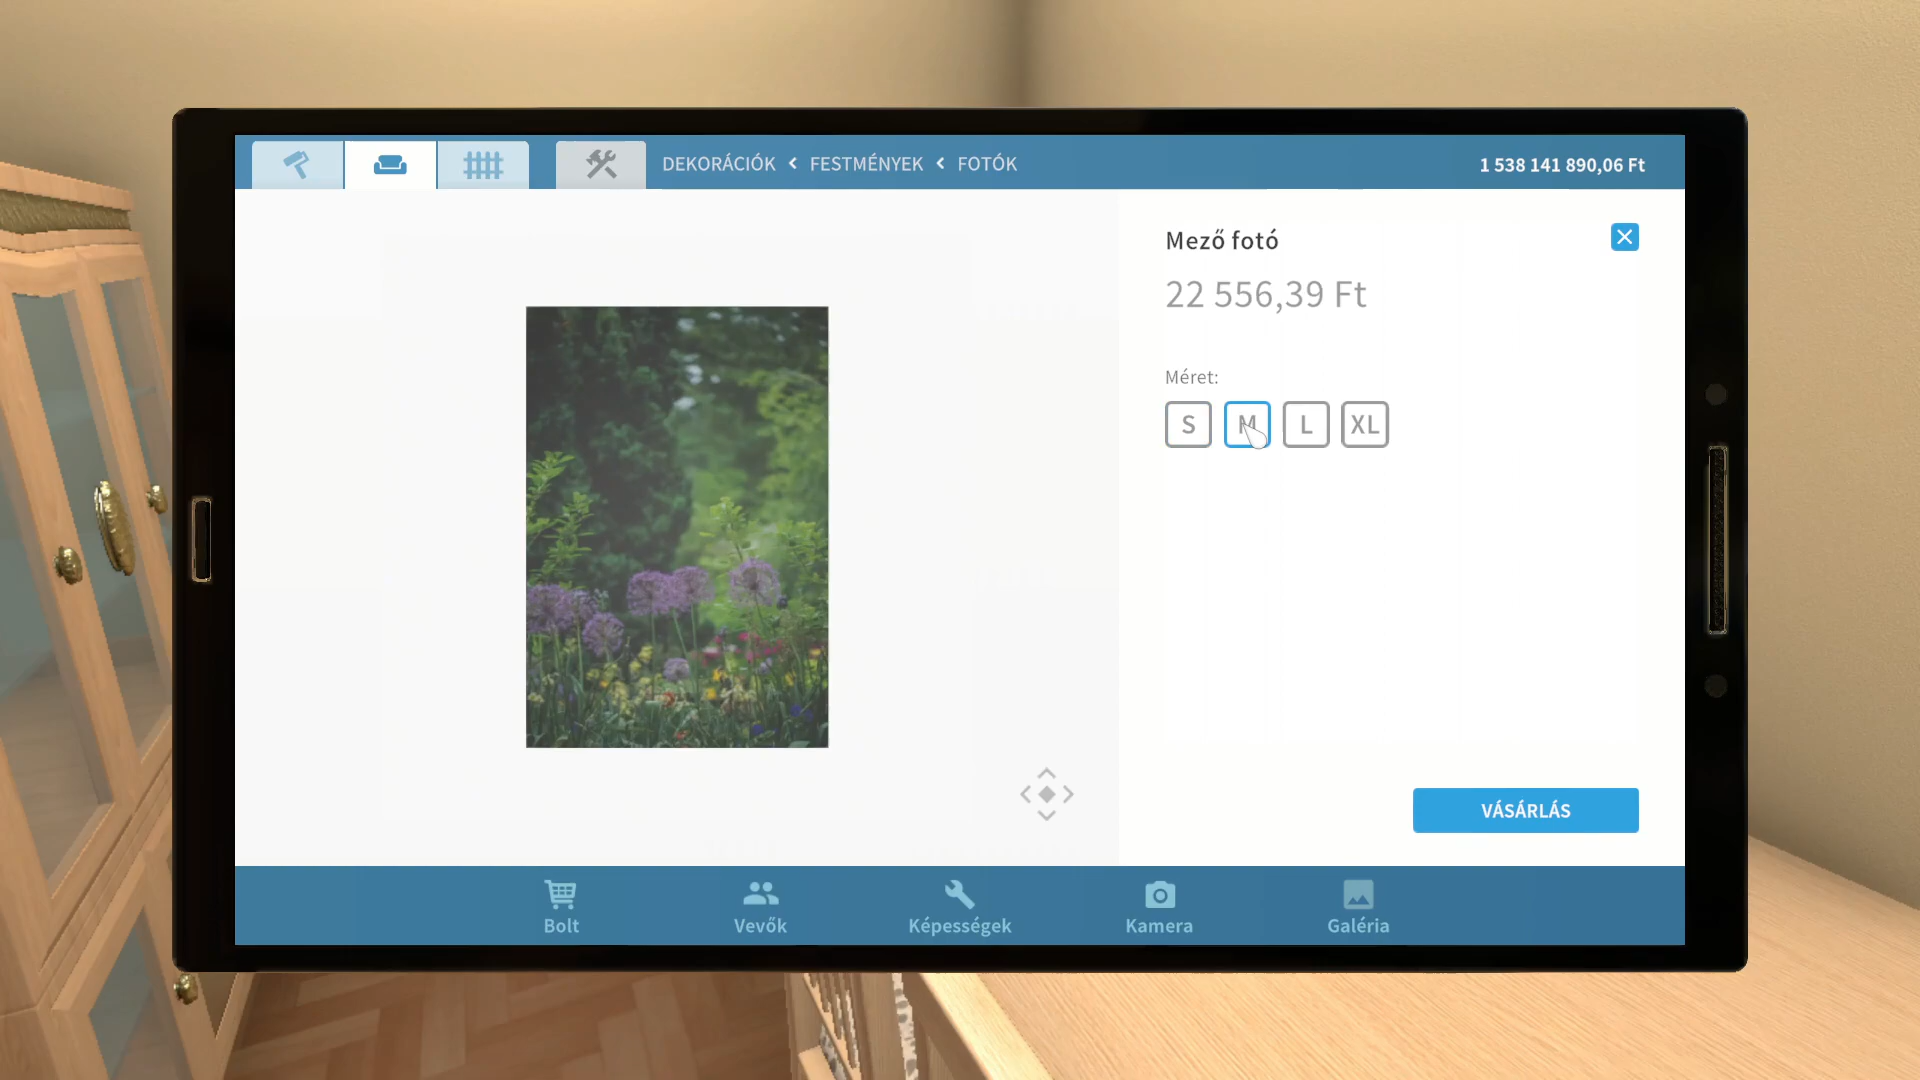 DEKORÁCIÓK < FESTMÉNYEK < FOTÓK
1 538 141 890,06 Ft
Mező fotó
22 556,39 Ft
Méret:
S M L XL
VÁSÁRLÁS
Bolt Vevők Képességek Kamera Galéria